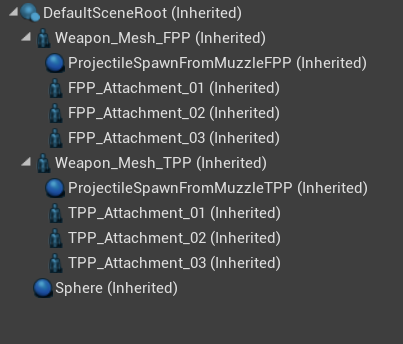 DefaultSceneRoot (Inherited)
Weapon_Mesh_FPP (Inherited)
ProjectileSpawnFromMuzzleFPP (Inherited)
FPP_Attachment_01 (Inherited)
FPP_Attachment_02 (Inherited)
FPP_Attachment_03 (Inherited)
Weapon_Mesh_TPP (Inherited)
ProjectileSpawnFromMuzzleTPP (Inherited)
TPP_Attachment_01 (Inherited)
TPP_Attachment_02 (Inherited)
TPP_Attachment_03 (Inherited)
Sphere (Inherited)